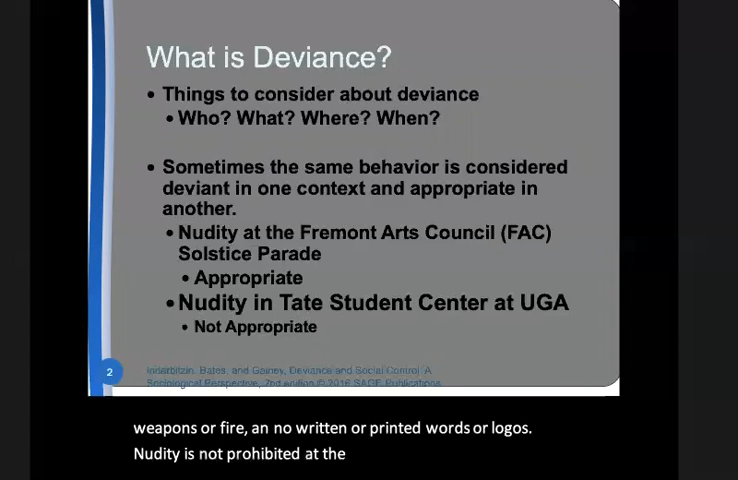 What is Deviance?
• Things to consider about deviance
• Who? What? Where? When?
• Sometimes the same behavior is considered
deviant in one context and appropriate in
another.
• Nudity at the Fremont Arts Council (FAC)
Solstice Parade
• Appropriate
• Nudity in Tate Student Center at UGA
• Not Appropriate
2
Inderbitzin, Bates, and Gainey, Deviance and Social Control: A
Sociological Perspective, 2nd edition © 2016 SAGE Publications
weapons or fire, an no written or printed words or logos.
Nudity is not prohibited at the